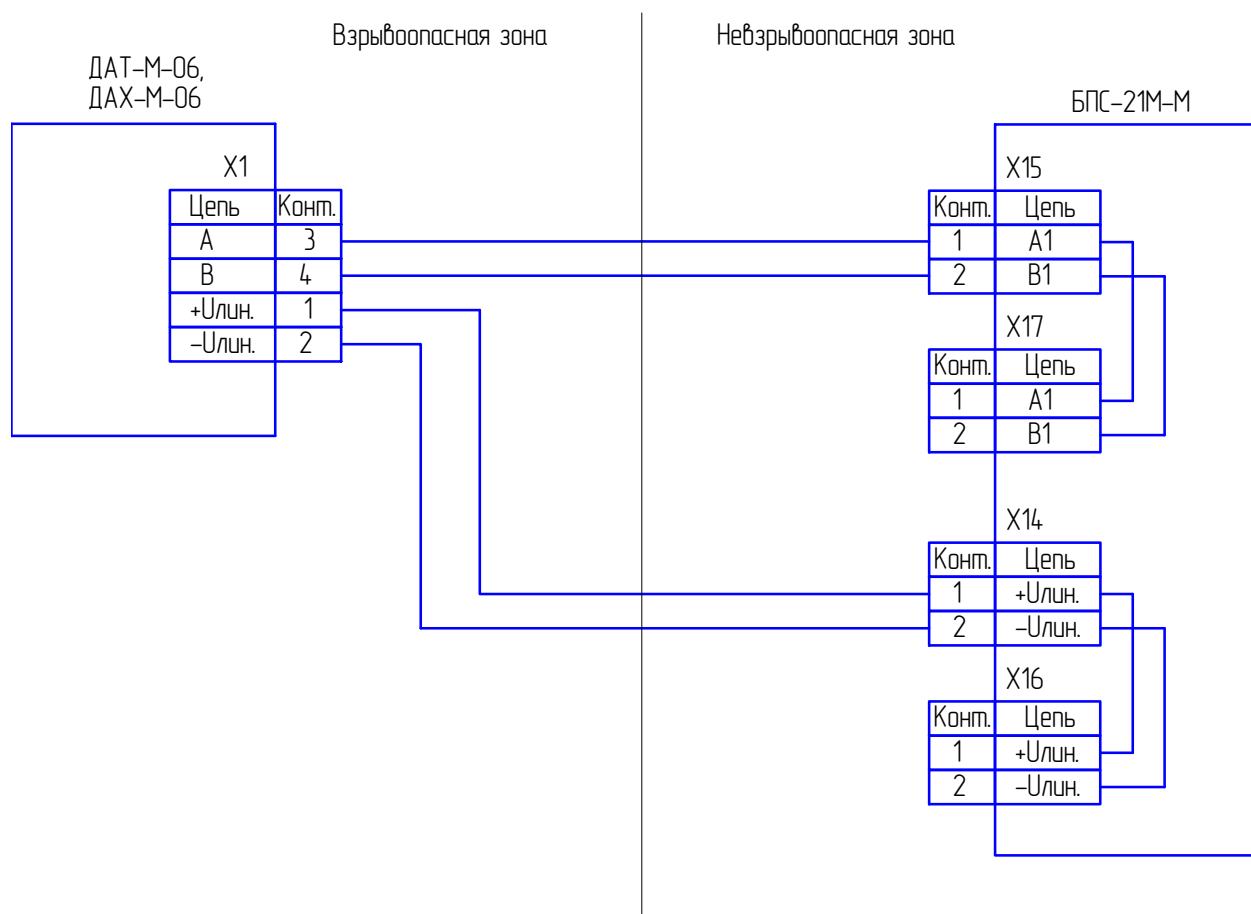 Взрывоопасная зона
Невзрывоопасная зона
ДАТ-М-06,
ДАХ-М-06
X1
Цепь Конт.
A 3
B 4
+Uлин. 1
-Uлин. 2
БПС-21М-М
X15
Конт. Цепь
1 A1
2 B1
X17
Конт. Цепь
1 A1
2 B1
X14
Конт. Цепь
1 +Uлин.
2 -Uлин.
X16
Конт. Цепь
1 +Uлин.
2 -Uлин.